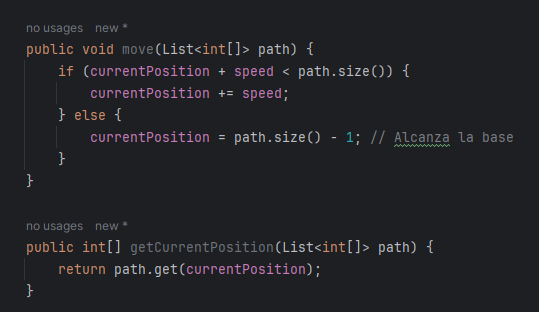 no usages   new *
public void move(List<int[]> path) {
    if (currentPosition + speed < path.size()) {
        currentPosition += speed;
    } else {
        currentPosition = path.size() - 1; // Alcanza la base
    }
}
no usages   new *
public int[] getCurrentPosition(List<int[]> path) {
    return path.get(currentPosition);
}